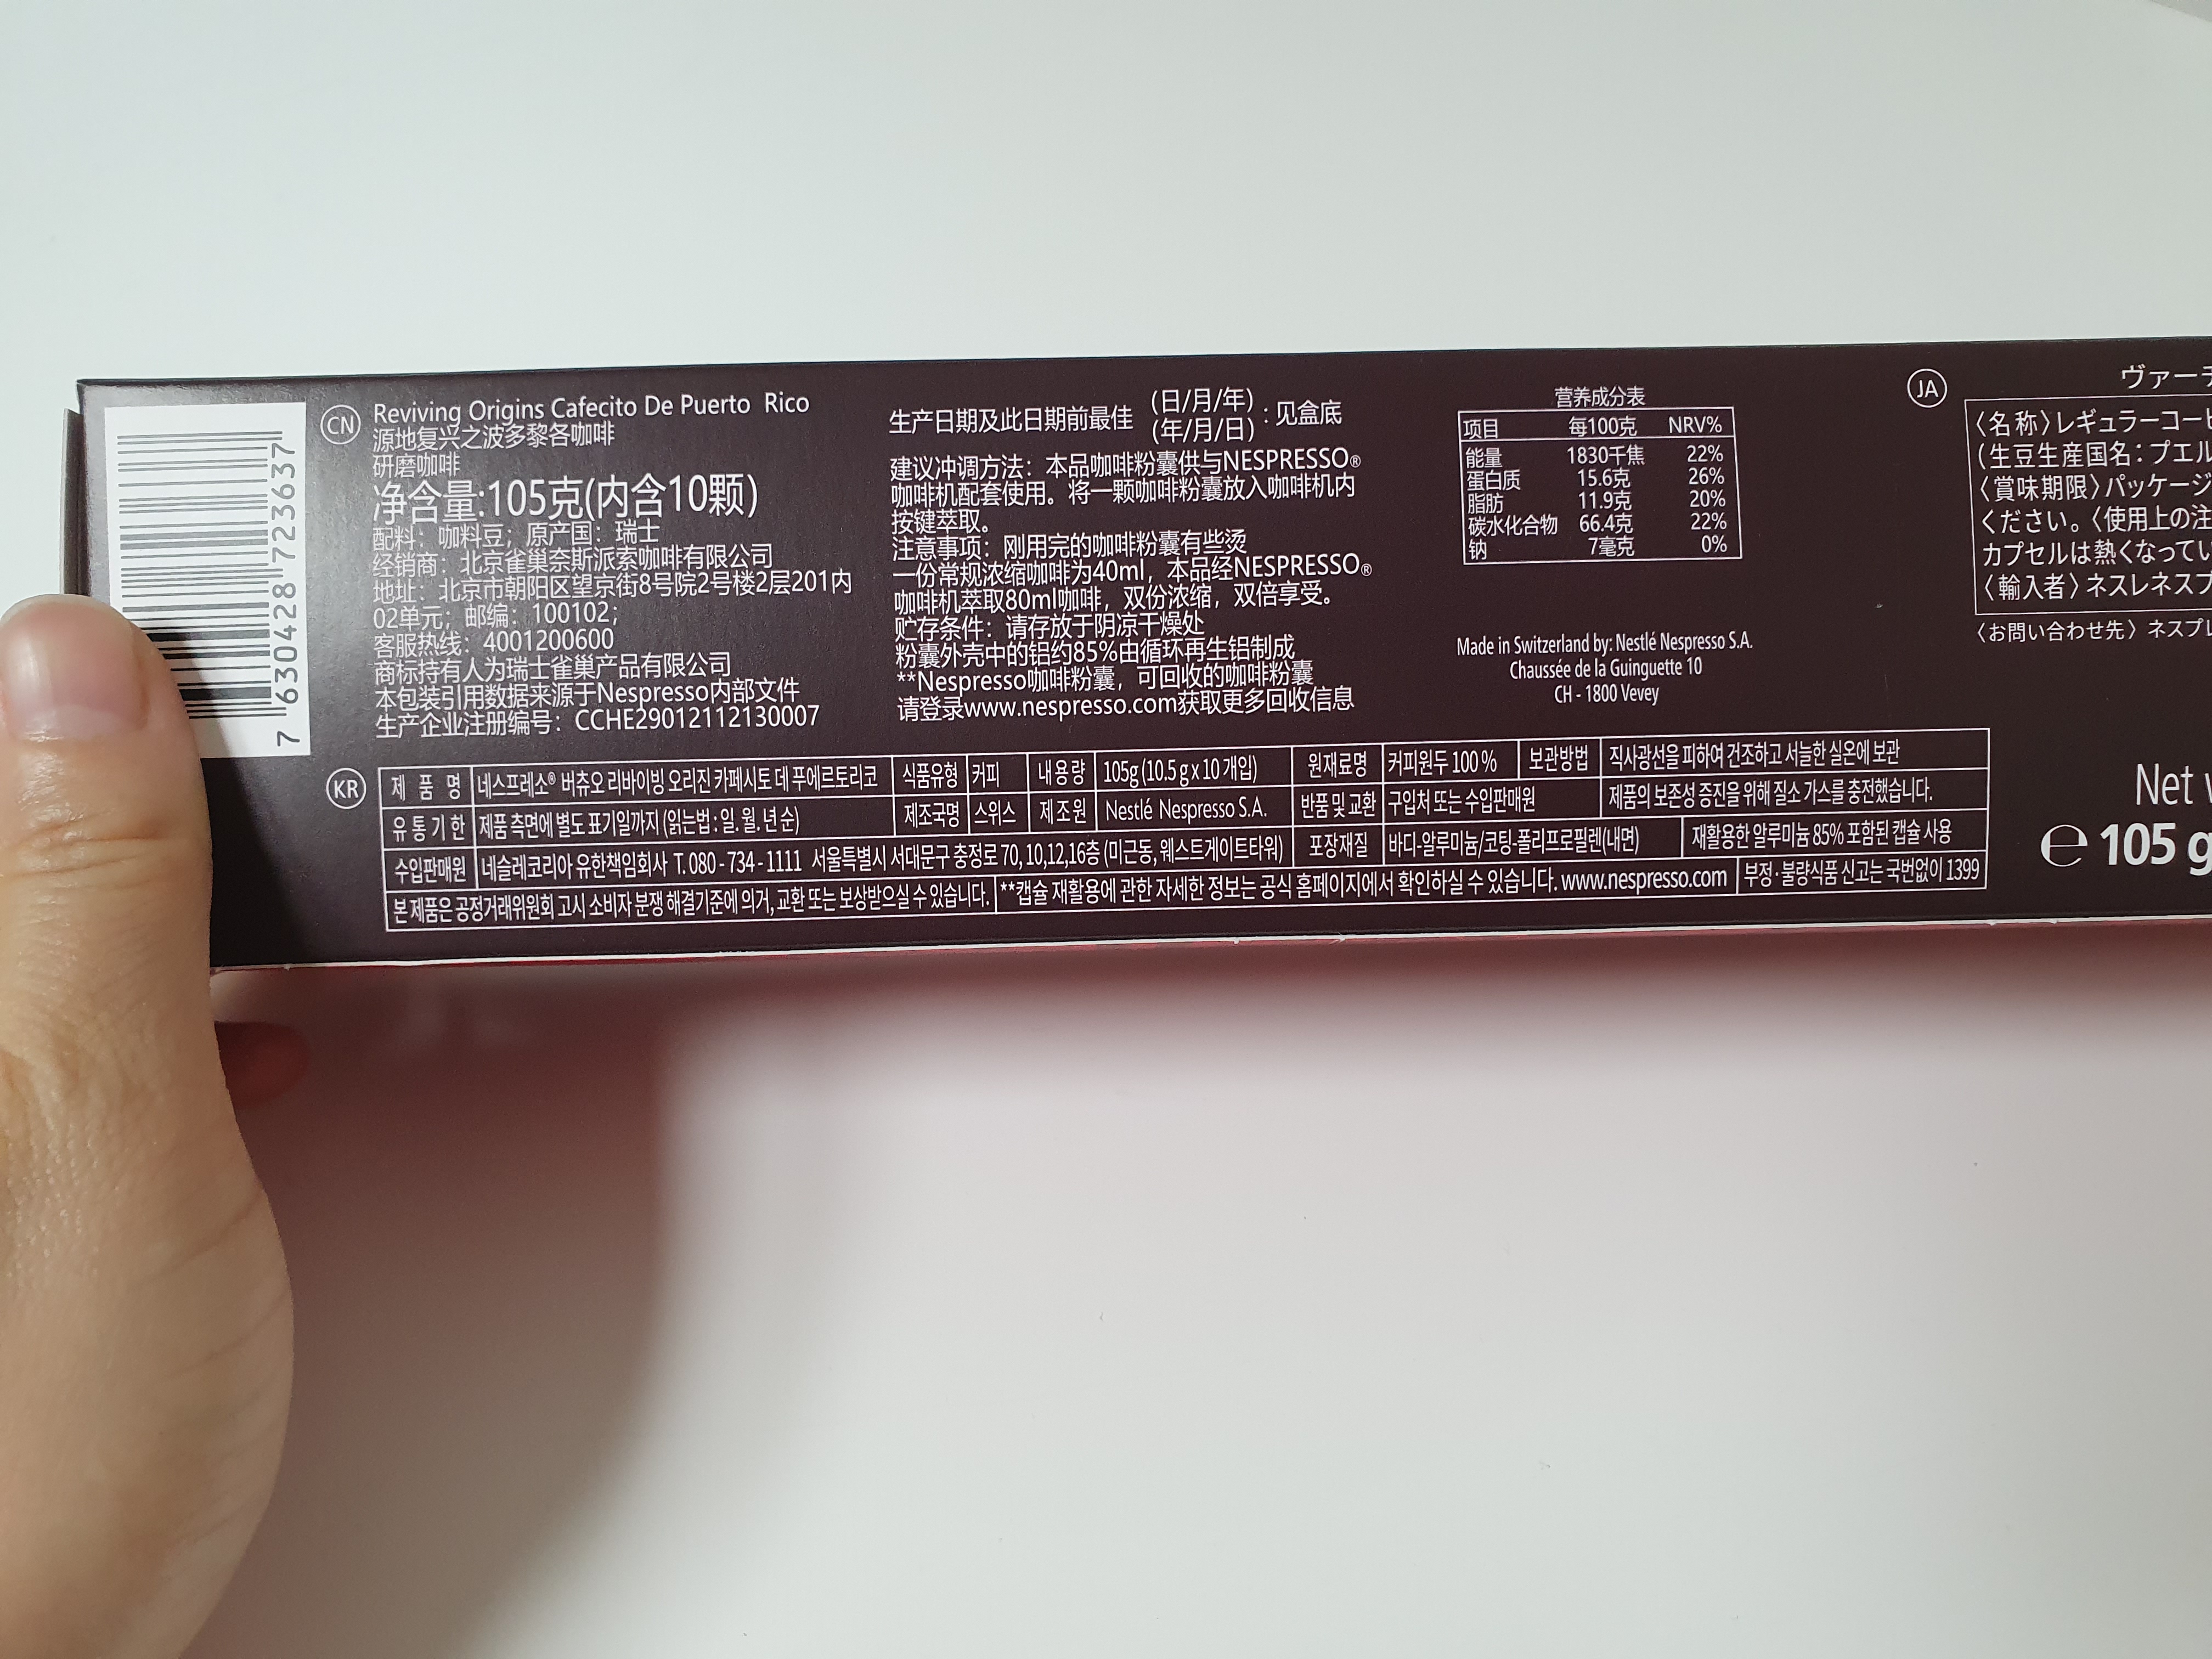 7 630428 723637
CN
Reviving Origins Cafecito De Puerto Rico
源地复兴之波多黎各咖啡
研磨咖啡
净含量:105克(内含10颗)
配料：咖料豆；原产国：瑞士
经销商：北京雀巢奈斯派索咖啡有限公司
地址：北京市朝阳区望京街8号院2号楼2层201内
02单元；邮编：100102；
客服热线：4001200600
商标持有人为瑞士雀巢产品有限公司
本包装引用数据来源于Nespresso内部文件
生产企业注册编号：CCHE29012112130007
生产日期及此日期前最佳 (日/月/年) (年/月/日) : 见盒底
建议冲调方法：本品咖啡粉囊供与NESPRESSO®
咖啡机配套使用。将一颗咖啡粉囊放入咖啡机内
按键萃取。
注意事项：刚用完的咖啡粉囊有些烫
一份常规浓缩咖啡为40ml，本品经NESPRESSO®
咖啡机萃取80ml咖啡，双份浓缩，双倍享受。
贮存条件：请存放于阴凉干燥处
粉囊外壳中的铝约85%由循环再生铝制成
**Nespresso咖啡粉囊，可回收的咖啡粉囊
请登录www.nespresso.com获取更多回收信息
营养成分表
项目 每100克 NRV%
能量 1830千焦 22%
蛋白质 15.6克 26%
脂肪 11.9克 20%
碳水化合物 66.4克 22%
钠 7毫克 0%
Made in Switzerland by: Nestlé Nespresso S.A.
Chaussée de la Guinguette 10
CH - 1800 Vevey
JA
ヴァーチ
〈名称〉レギュラーコーヒ
(生豆生産国名：プエル
〈賞味期限〉パッケージ
ください。〈使用上の注
カプセルは熱くなってい
〈輸入者〉ネスレネスプ
〈お問い合わせ先〉ネスプレ
KR
제 품 명 네스프레소® 버츄오 리바이빙 오리진 카페시토 데 푸에르토리코 식품유형 커피 내용량 105g (10.5 g x 10 개입) 원재료명 커피원두 100 % 보관방법 직사광선을 피하여 건조하고 서늘한 실온에 보관
유통기한 제품 측면에 별도 표기일까지 (읽는법 : 일. 월. 년 순) 제조국명 스위스 제조원 Nestlé Nespresso S.A. 반품 및 교환 구입처 또는 수입판매원 제품의 보존성 증진을 위해 질소 가스를 충전했습니다.
수입판매원 네슬레코리아 유한책임회사 T. 080 - 734 - 1111 서울특별시 서대문구 충정로 70, 10,12,16층 (미근동, 웨스트게이트타워) 포장재질 바디-알루미늄/코팅-폴리프로필렌(내면) 재활용한 알루미늄 85% 포함된 캡슐 사용
본 제품은 공정거래위원회 고시 소비자 분쟁 해결기준에 의거, 교환 또는 보상받으실 수 있습니다. **캡슐 재활용에 관한 자세한 정보는 공식 홈페이지에서 확인하실 수 있습니다. www.nespresso.com 부정·불량식품 신고는 국번없이 1399
Net
℮ 105 g